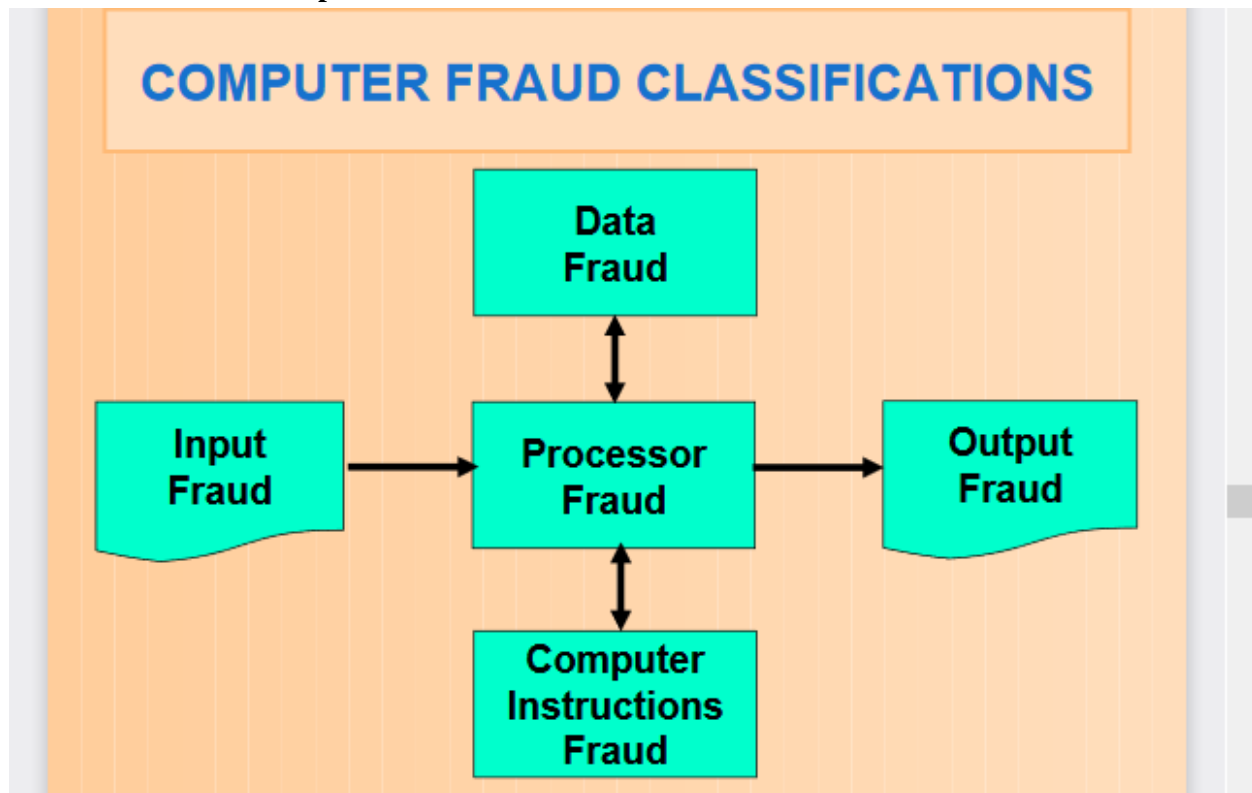 COMPUTER FRAUD CLASSIFICATIONS
Data
Fraud
Input
Fraud
Processor
Fraud
Output
Fraud
Computer
Instructions
Fraud